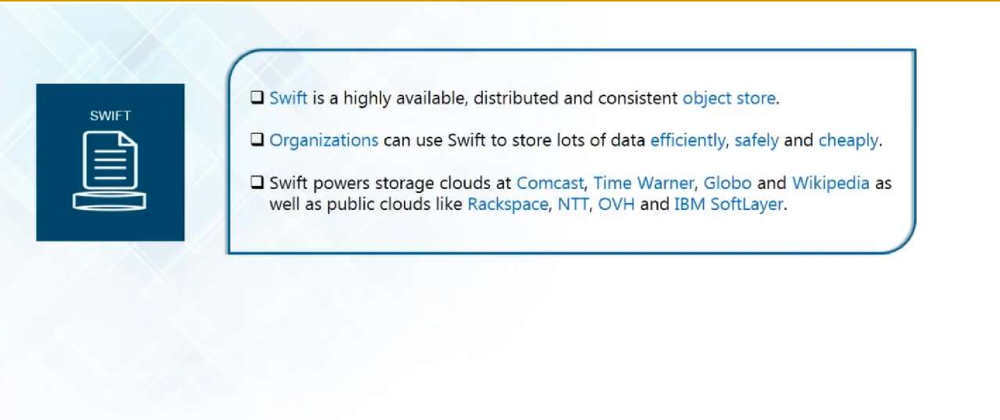 SWIFT
❑ Swift is a highly available, distributed and consistent object store.
❑ Organizations can use Swift to store lots of data efficiently, safely and cheaply.
❑ Swift powers storage clouds at Comcast, Time Warner, Globo and Wikipedia as
well as public clouds like Rackspace, NTT, OVH and IBM SoftLayer.